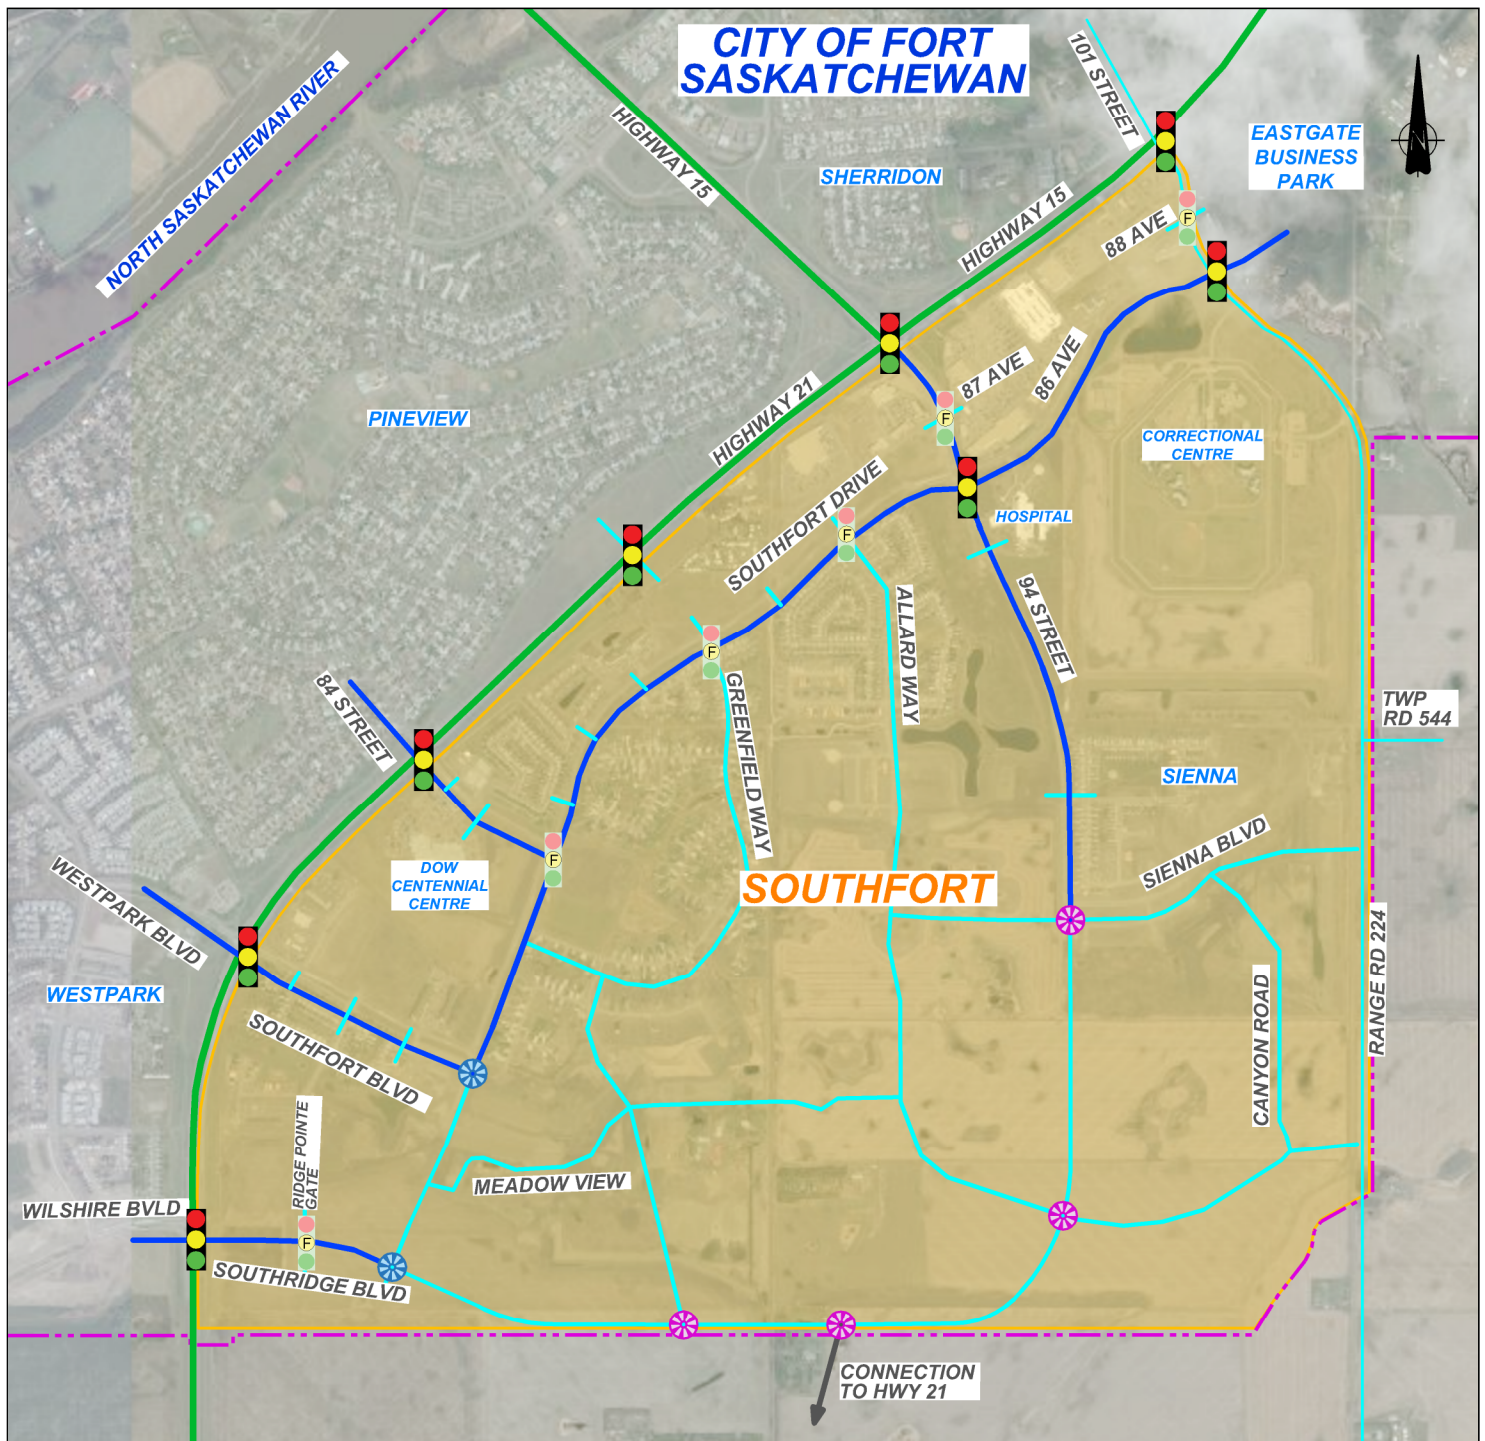 CITY OF FORT
SASKATCHEWAN
101 STREET
NORTH SASKATCHEWAN RIVER
HIGHWAY 15
SHERRIDON
EASTGATE
BUSINESS
PARK
HIGHWAY 15
88 AVE
F
PINEVIEW
HIGHWAY 21
87 AVE
86 AVE
F
CORRECTIONAL
CENTRE
SOUTHFORT DRIVE
HOSPITAL
F
ALLARD WAY
94 STREET
F
84 STREET
GREENFIELD WAY
TWP
RD 544
SIENNA
SIENNA BLVD
F
DOW
CENTENNIAL
CENTRE
SOUTHFORT
WESTPARK BLVD
WESTPARK
RANGE RD 224
CANYON ROAD
SOUTHFORT BLVD
RIDGE POINTE
GATE
MEADOW VIEW
WILSHIRE BVLD
F
SOUTHRIDGE BLVD
CONNECTION
TO HWY 21